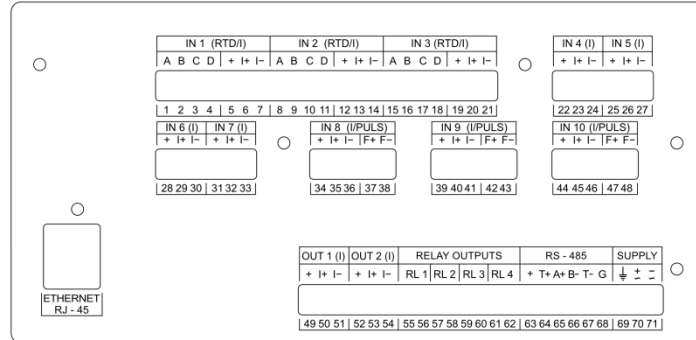 IN 1 (RTD/I) IN 2 (RTD/I) IN 3 (RTD/I) IN 4 (I) IN 5 (I)
A B C D + I+ I− A B C D + I+ I− A B C D + I+ I− + I+ I− + I+ I−
1 2 3 4 5 6 7 8 9 10 11 12 13 14 15 16 17 18 19 20 21 22 23 24 25 26 27
IN 6 (I) IN 7 (I) IN 8 (I/PULS) IN 9 (I/PULS) IN 10 (I/PULS)
+ I+ I− + I+ I− + I+ I− F+ F− + I+ I− F+ F− + I+ I− F+ F−
28 29 30 31 32 33 34 35 36 37 38 39 40 41 42 43 44 45 46 47 48
OUT 1 (I) OUT 2 (I) RELAY OUTPUTS RS - 485 SUPPLY
+ I+ I− + I+ I− RL 1 RL 2 RL 3 RL 4 + T+ A+ B− T− G
ETHERNET
RJ - 45
49 50 51 52 53 54 55 56 57 58 59 60 61 62 63 64 65 66 67 68 69 70 71